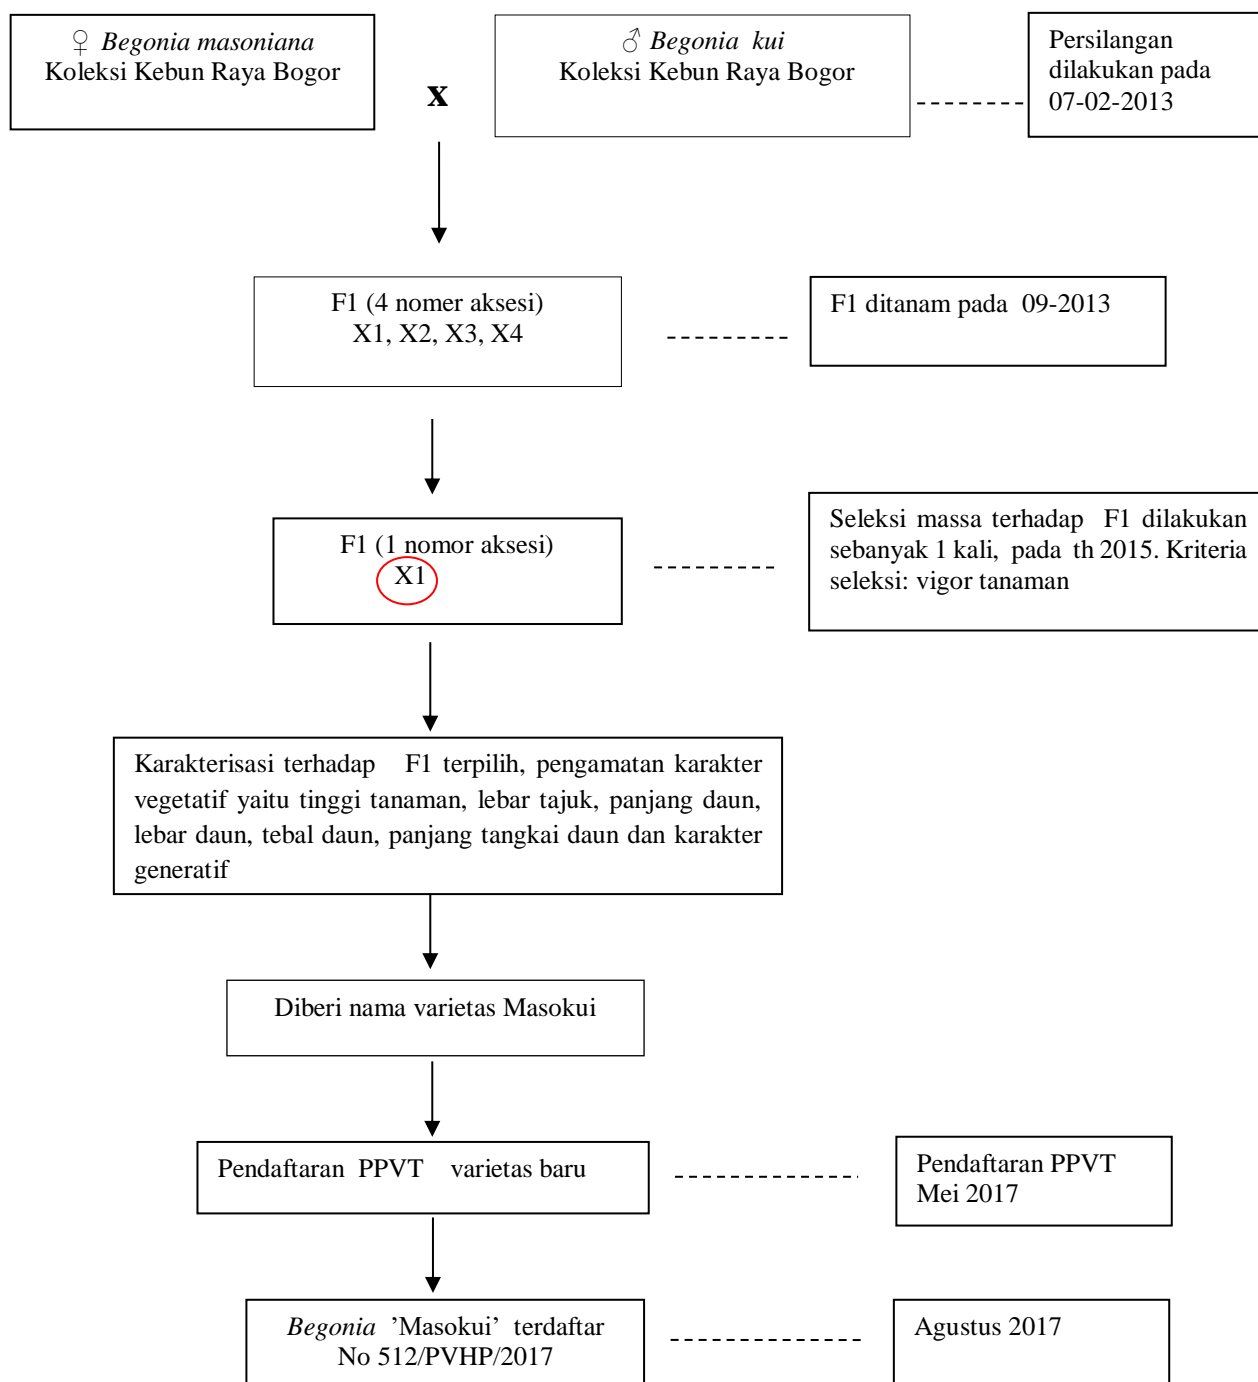 ♀ Begonia masoniana
Koleksi Kebun Raya Bogor
x
♂ Begonia kui
Koleksi Kebun Raya Bogor
Persilangan
dilakukan pada
07-02-2013
F1 (4 nomer aksesi)
X1, X2, X3, X4
F1 ditanam pada 09-2013
F1 (1 nomor aksesi)
X1
Seleksi massa terhadap F1 dilakukan
sebanyak 1 kali, pada th 2015. Kriteria
seleksi: vigor tanaman
Karakterisasi terhadap F1 terpilih, pengamatan karakter
vegetatif yaitu tinggi tanaman, lebar tajuk, panjang daun,
lebar daun, tebal daun, panjang tangkai daun dan karakter
generatif
Diberi nama varietas Masokui
Pendaftaran PPVT varietas baru
Pendaftaran PPVT
Mei 2017
Begonia ’Masokui’ terdaftar
No 512/PVHP/2017
Agustus 2017